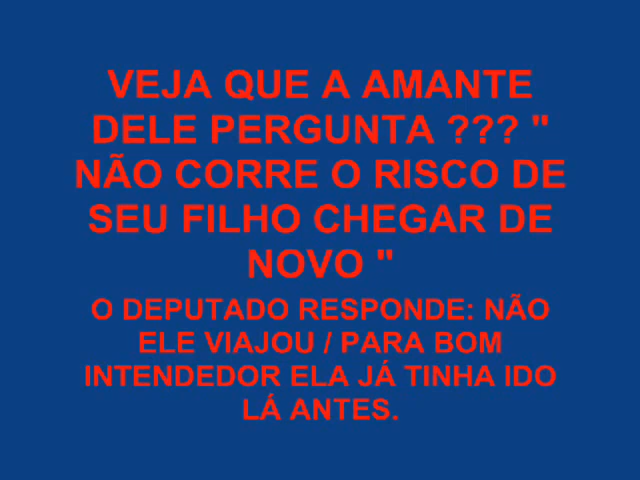 VEJA QUE A AMANTE
DELE PERGUNTA ??? "
NÃO CORRE O RISCO DE
SEU FILHO CHEGAR DE
NOVO "
O DEPUTADO RESPONDE: NÃO
ELE VIAJOU / PARA BOM
INTENDEDOR ELA JÁ TINHA IDO
LÁ ANTES.